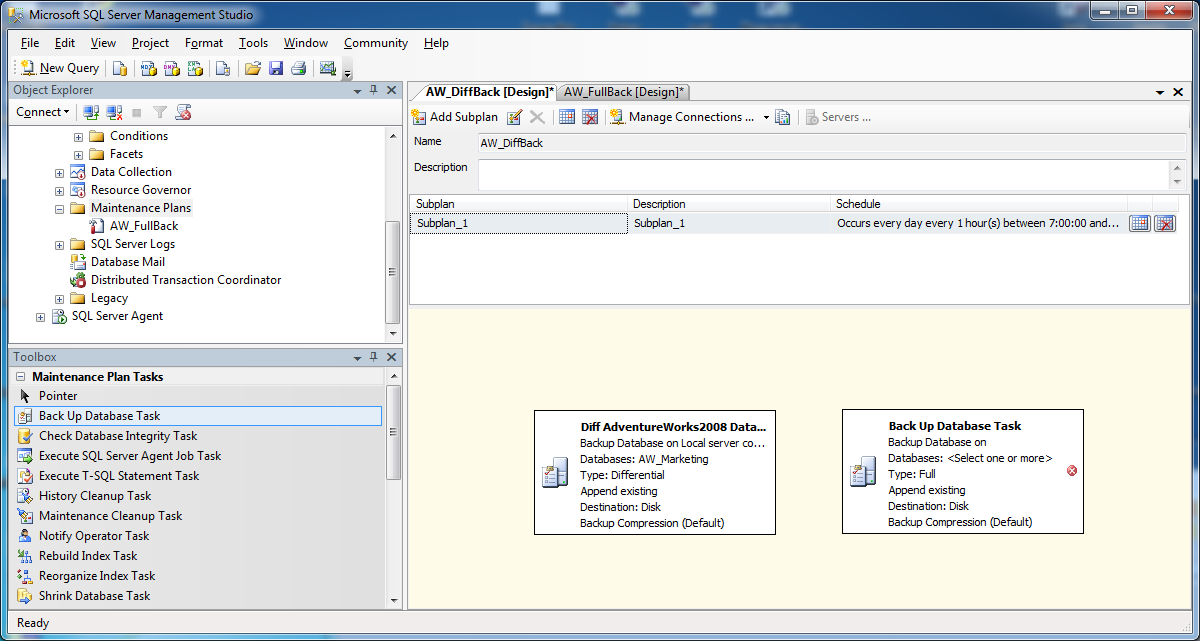 Microsoft SQL Server Management Studio
File Edit View Project Format Tools Window Community Help
New Query
Object Explorer
Connect
Conditions
Facets
Data Collection
Resource Governor
Maintenance Plans
AW_FullBack
SQL Server Logs
Database Mail
Distributed Transaction Coordinator
Legacy
SQL Server Agent
Toolbox
Maintenance Plan Tasks
Pointer
Back Up Database Task
Check Database Integrity Task
Execute SQL Server Agent Job Task
Execute T-SQL Statement Task
History Cleanup Task
Maintenance Cleanup Task
Notify Operator Task
Rebuild Index Task
Reorganize Index Task
Shrink Database Task
AW_DiffBack [Design]* AW_FullBack [Design]*
Add Subplan Manage Connections ... Servers ...
Name AW_DiffBack
Description
Subplan Description Schedule
Subplan_1 Subplan_1 Occurs every day every 1 hour(s) between 7:00:00 and...
Diff AdventureWorks2008 Data...
Backup Database on Local server co...
Databases: AW_Marketing
Type: Differential
Append existing
Destination: Disk
Backup Compression (Default)
Back Up Database Task
Backup Database on
Databases: <Select one or more>
Type: Full
Append existing
Destination: Disk
Backup Compression (Default)
Ready